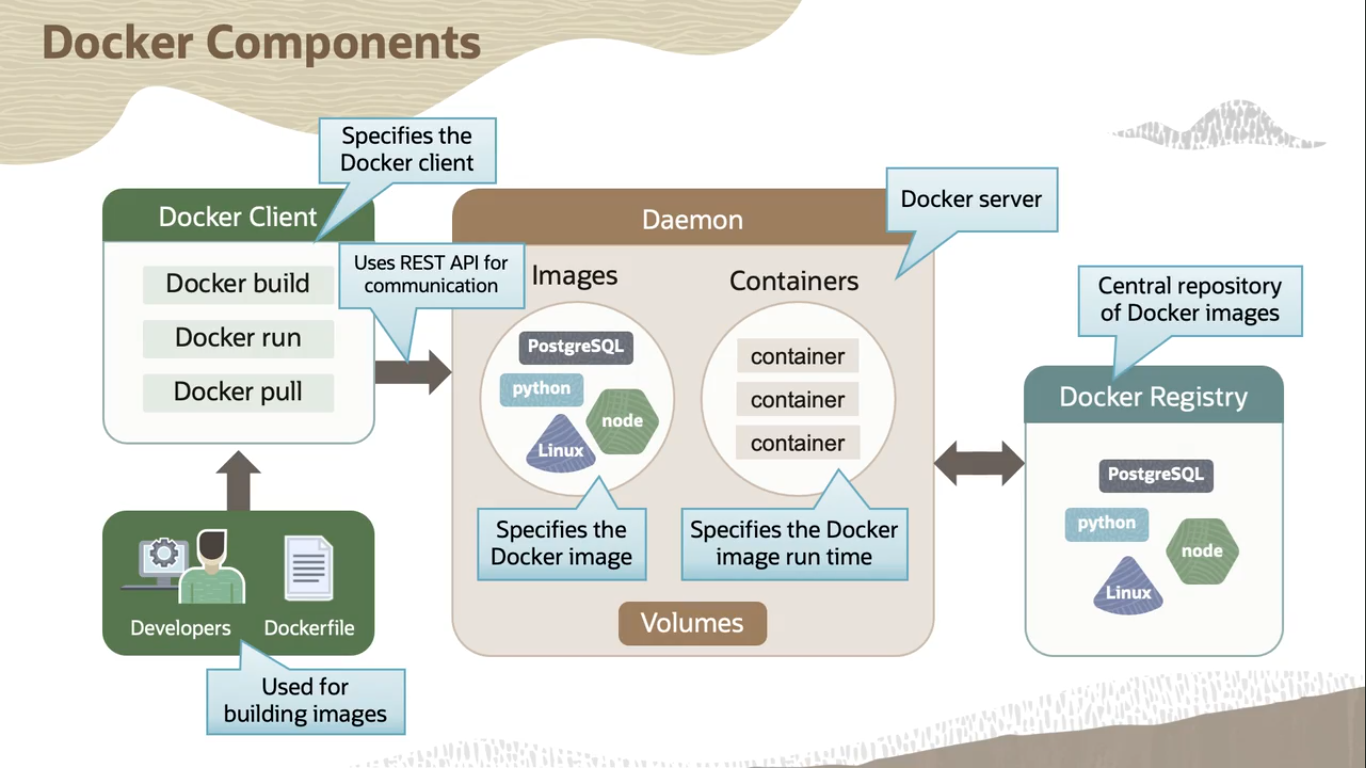 Docker Components
Specifies the
Docker client
Docker Client
Docker build
Docker run
Docker pull
Uses REST API for
communication
Developers
Dockerfile
Used for
building images
Daemon
Docker server
Images
PostgreSQL
python
node
Linux
Specifies the
Docker image
Containers
container
container
container
Specifies the Docker
image run time
Volumes
Central repository
of Docker images
Docker Registry
PostgreSQL
python
node
Linux